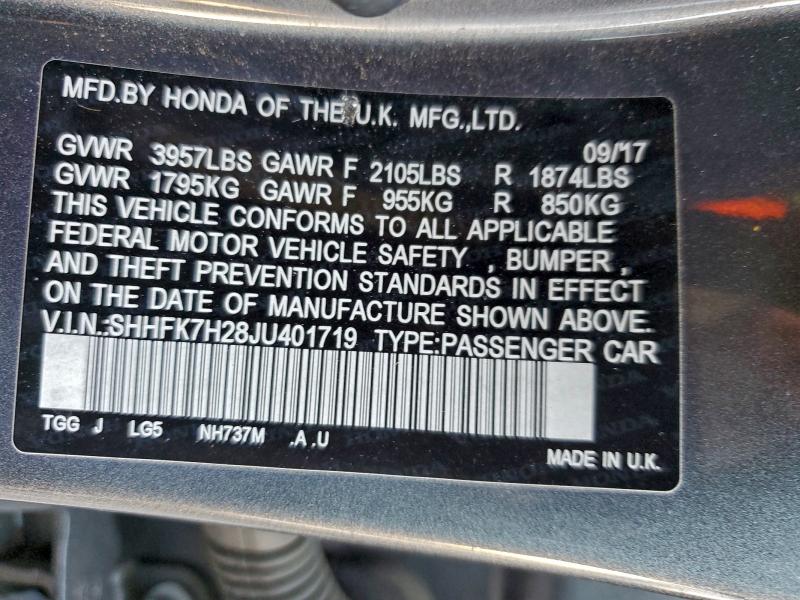 MFD.BY HONDA OF THE U.K. MFG.,LTD.
09/17
GVWR 3957LBS GAWR F 2105LBS R 1874LBS
GVWR 1795KG GAWR F 955KG R 850KG
THIS VEHICLE CONFORMS TO ALL APPLICABLE
FEDERAL MOTOR VEHICLE SAFETY , BUMPER ,
AND THEFT PREVENTION STANDARDS IN EFFECT
ON THE DATE OF MANUFACTURE SHOWN ABOVE.
V.I.N.:SHHFK7H28JU401719 TYPE:PASSENGER CAR
TGG J LG5 NH737M .A .U
MADE IN U.K.